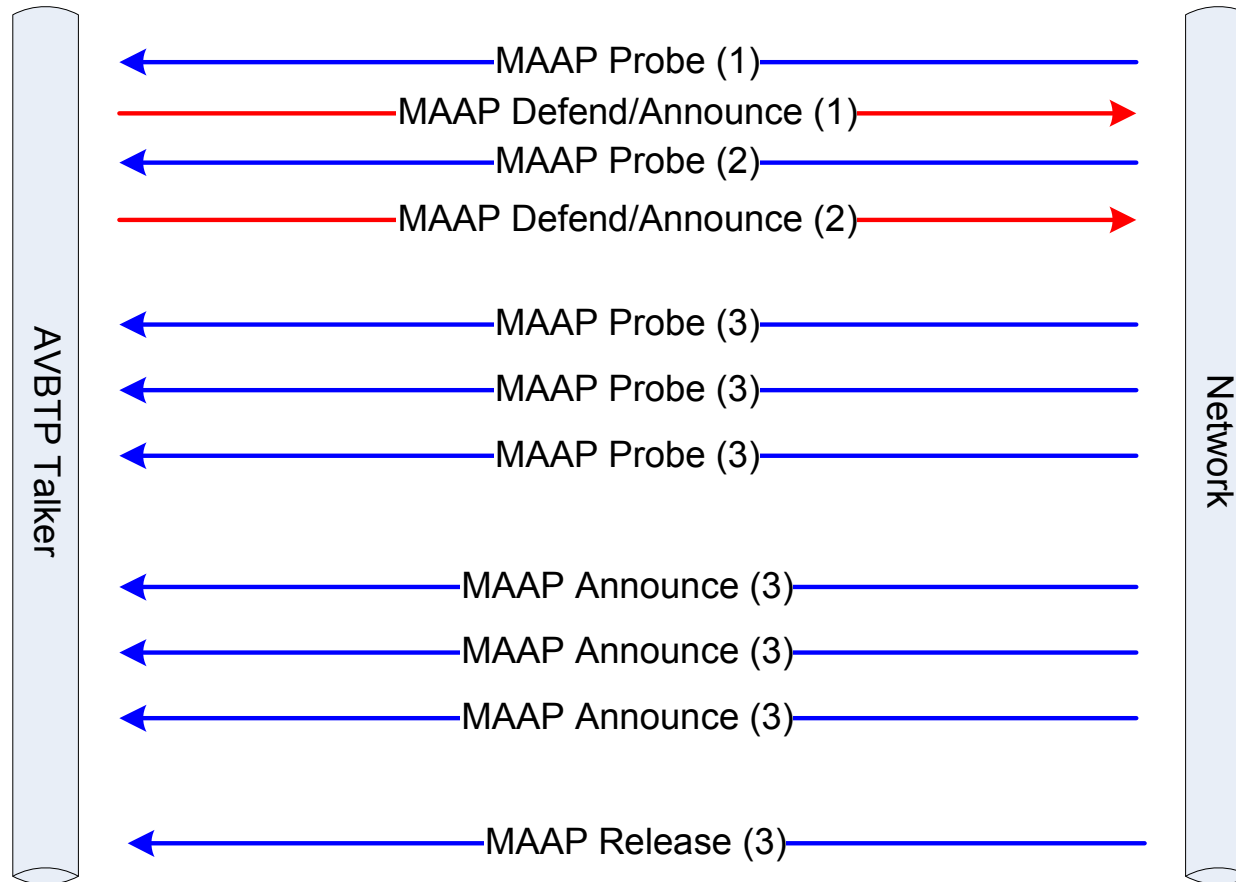 MAAP Probe (1)
MAAP Defend/Announce (1)
MAAP Probe (2)
MAAP Defend/Announce (2)
MAAP Probe (3)
MAAP Probe (3)
MAAP Probe (3)
MAAP Announce (3)
MAAP Announce (3)
MAAP Announce (3)
MAAP Release (3)
AVBTP Talker
Network